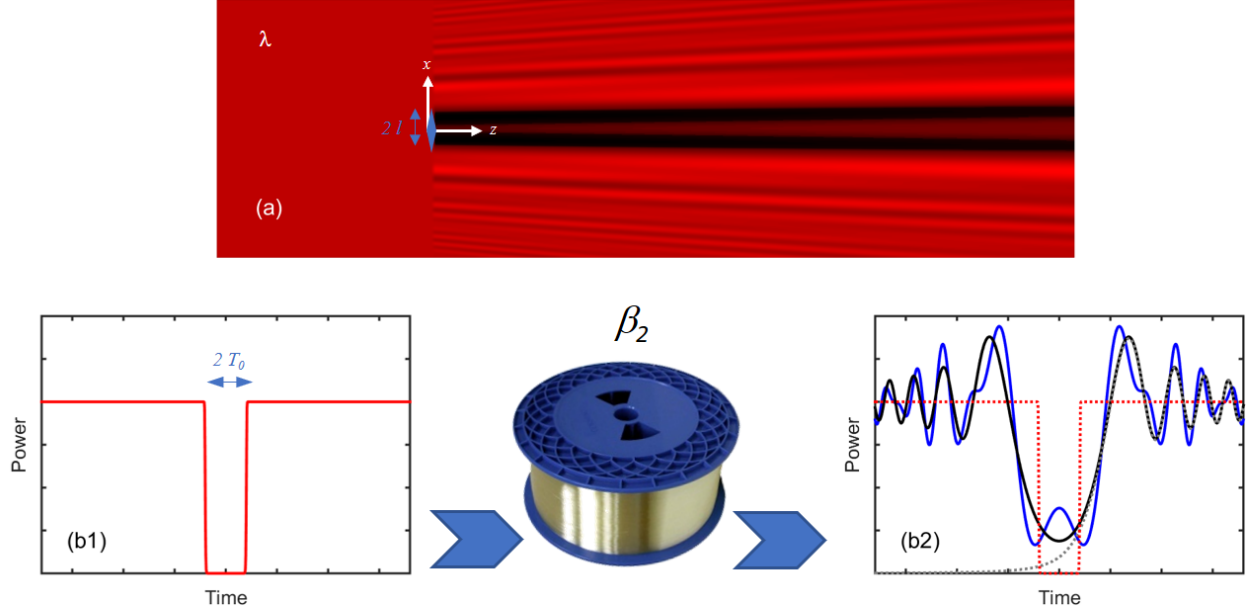 λ
x
2 l
z
(a)
β2
2 T0
Power
(b1)
Time
Power
(b2)
Time